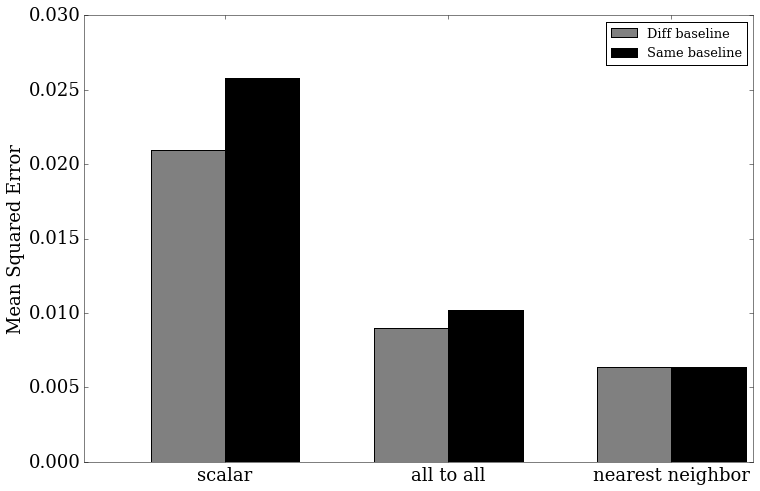 0.030
0.025
0.020
0.015
0.010
0.005
0.000
Mean Squared Error
Diff baseline
Same baseline
scalar
all to all
nearest neighbor